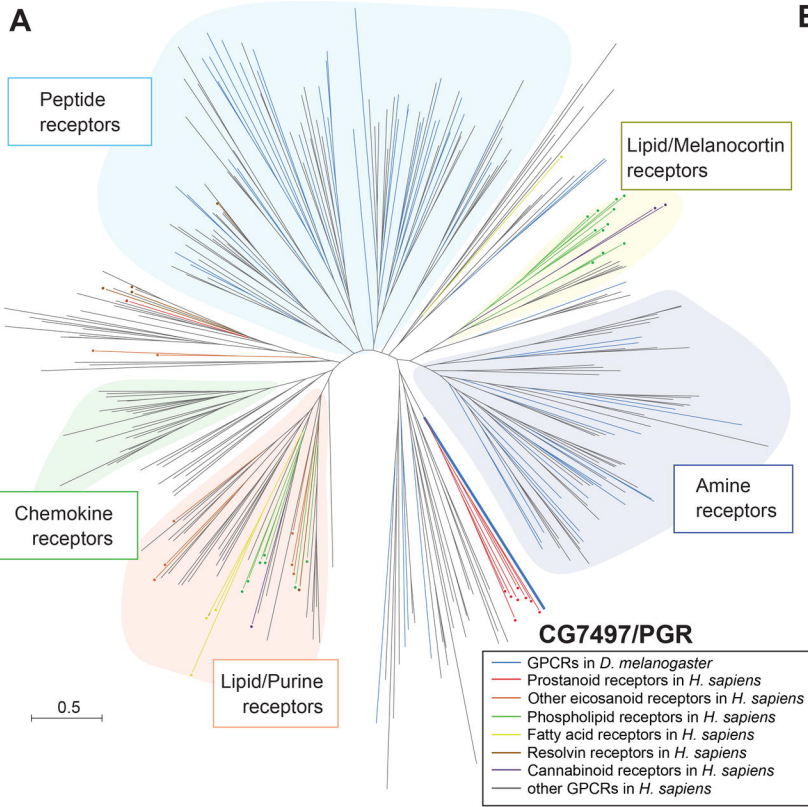 A
Peptide
receptors
Lipid/Melanocortin
receptors
Chemokine
receptors
Amine
receptors
Lipid/Purine
receptors
0.5
CG7497/PGR
GPCRs in D. melanogaster
Prostanoid receptors in H. sapiens
Other eicosanoid receptors in H. sapiens
Phospholipid receptors in H. sapiens
Fatty acid receptors in H. sapiens
Resolvin receptors in H. sapiens
Cannabinoid receptors in H. sapiens
other GPCRs in H. sapiens